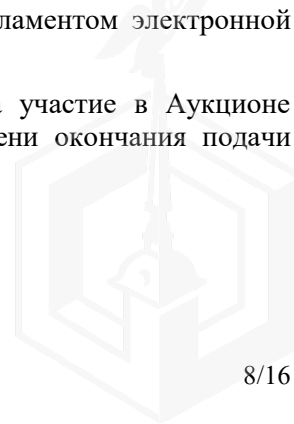 ламентом электронной
участие в Аукционе
ени окончания подачи
8/16